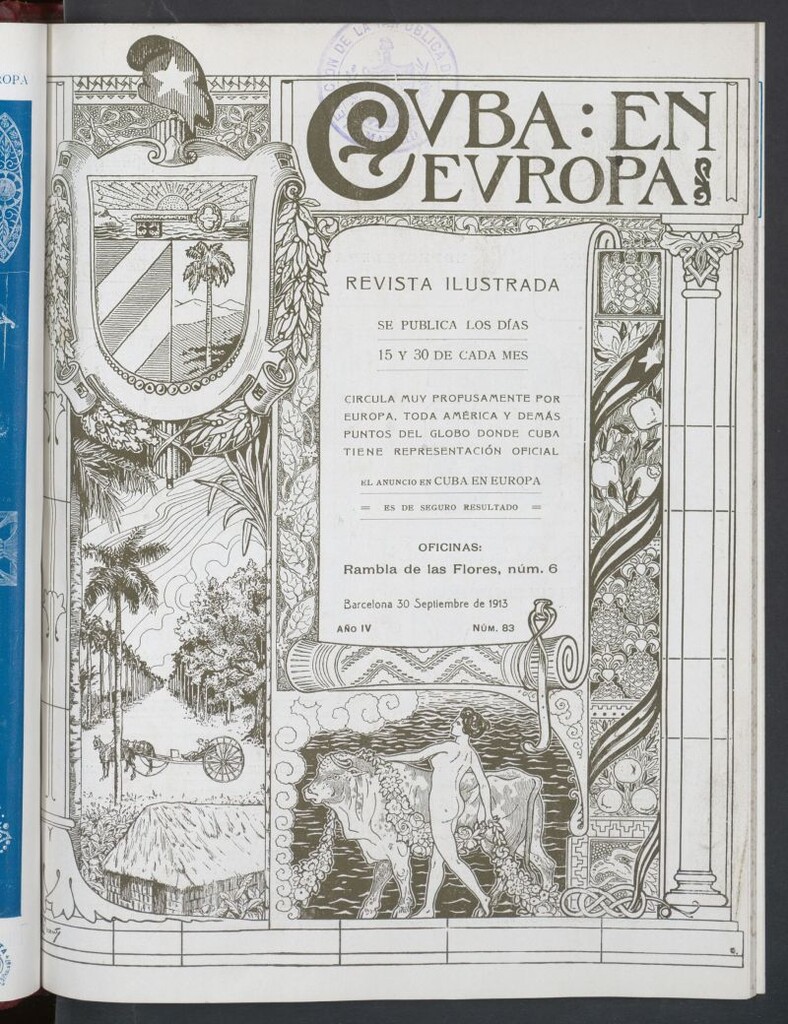 OPA
CVBA : EN
EVROPA
REVISTA ILUSTRADA
SE PUBLICA LOS DÍAS
15 Y 30 DE CADA MES
CIRCULA MUY PROFUSAMENTE POR
EUROPA, TODA AMÉRICA Y DEMÁS
PUNTOS DEL GLOBO DONDE CUBA
TIENE REPRESENTACIÓN OFICIAL
EL ANUNCIO EN CUBA EN EUROPA
= ES DE SEGURO RESULTADO =
OFICINAS:
Rambla de las Flores, núm. 6
Barcelona 30 Septiembre de 1913
AÑO IV NÚM. 83